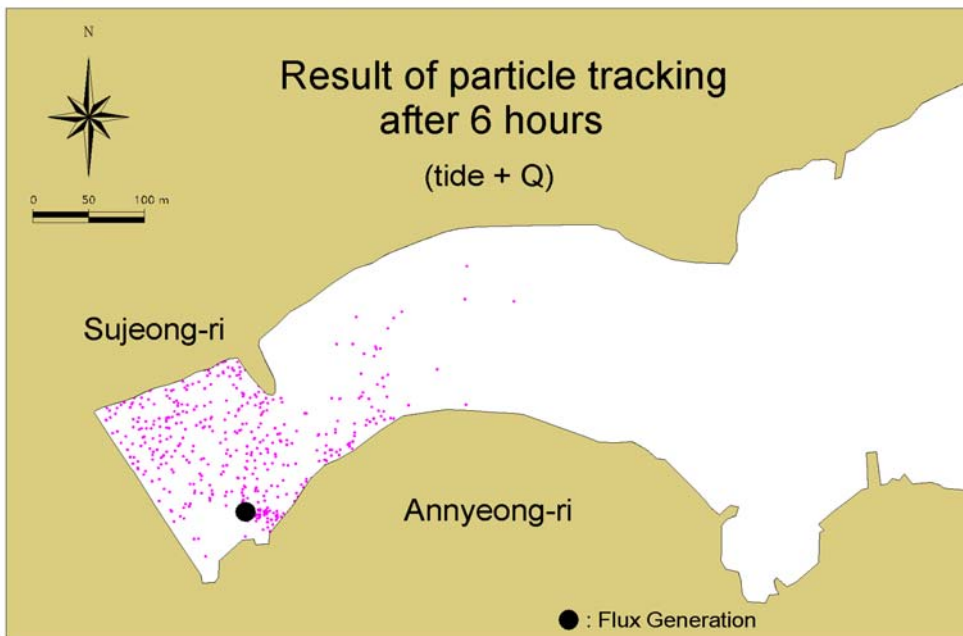 N
Result of particle tracking
after 6 hours
(tide + Q)
0 50 100 m
Sujeong-ri
Annyeong-ri
: Flux Generation